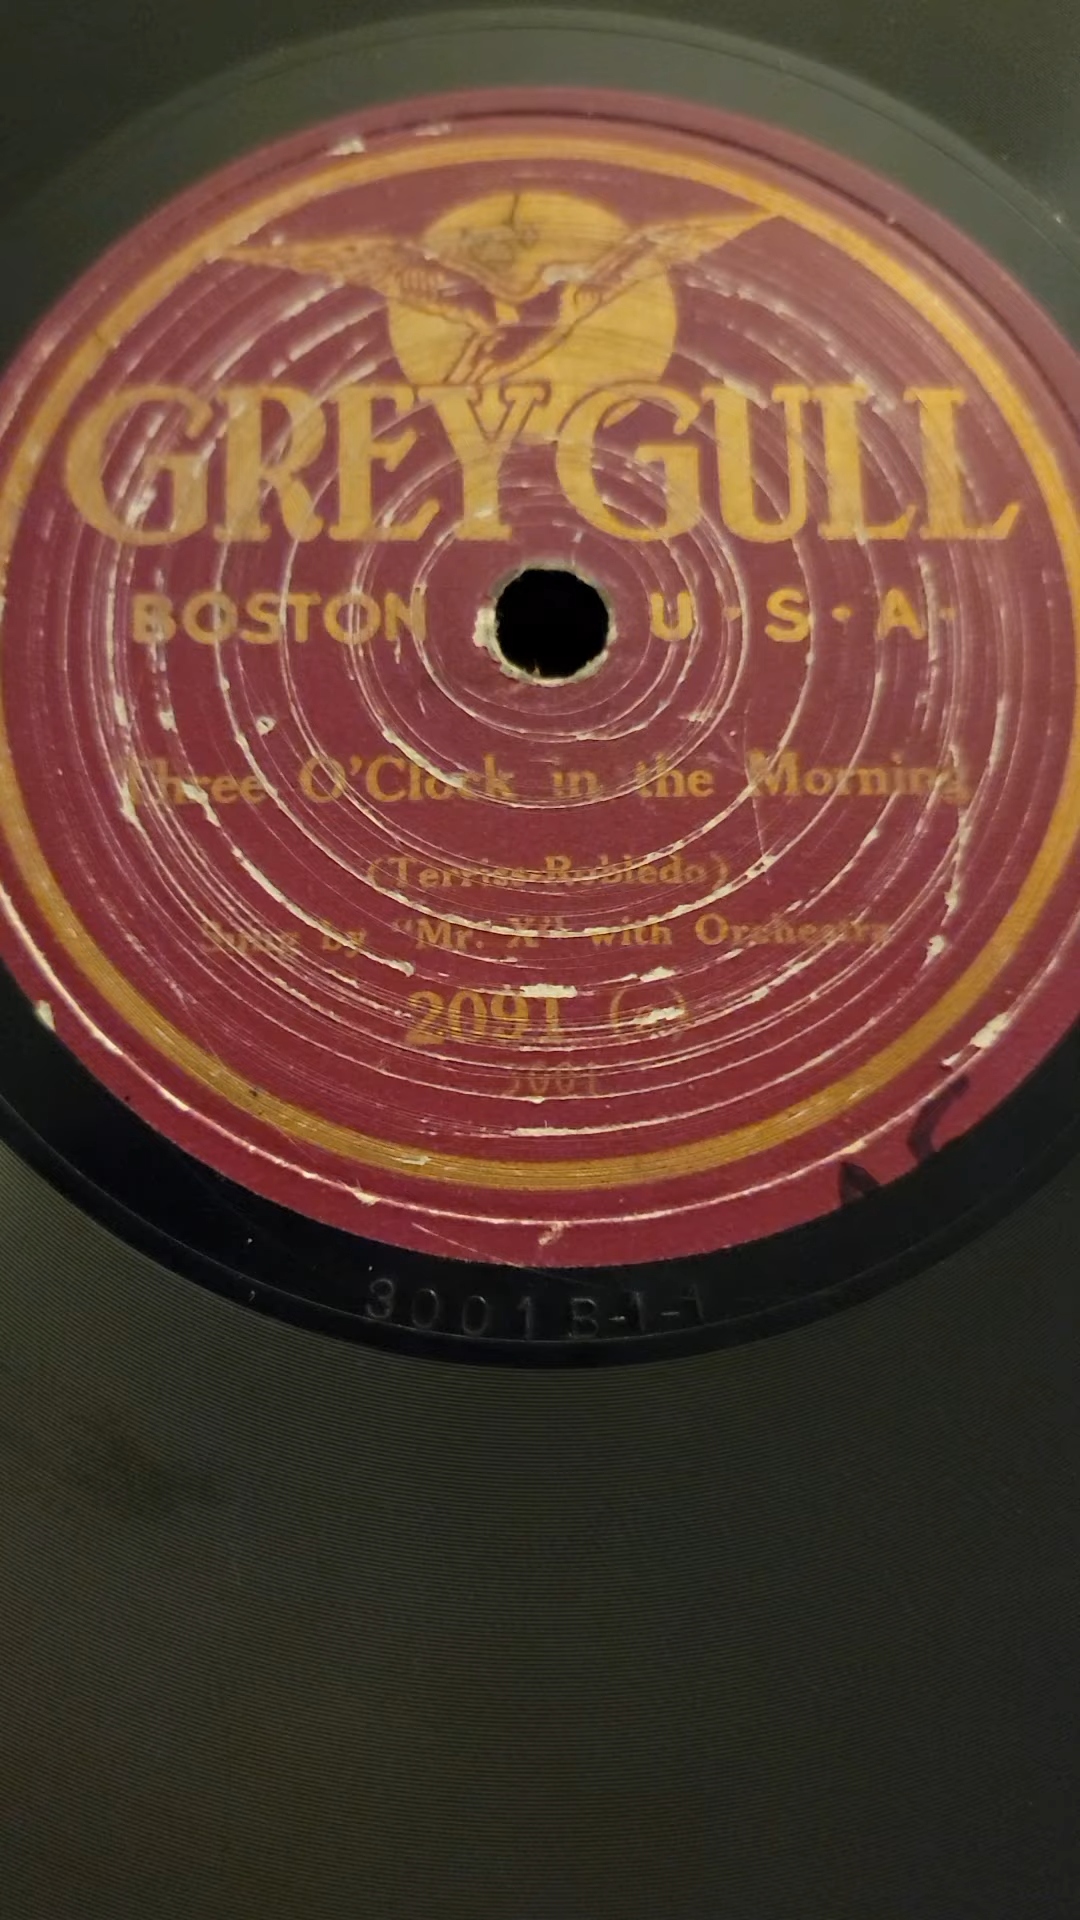 GREY GULL
BOSTON U·S·A·
Three O'Clock in the Morning
(Terriss-Robledo)
Sung by "Mr. X" with Orchestra
2091
3001
3001B-1-1